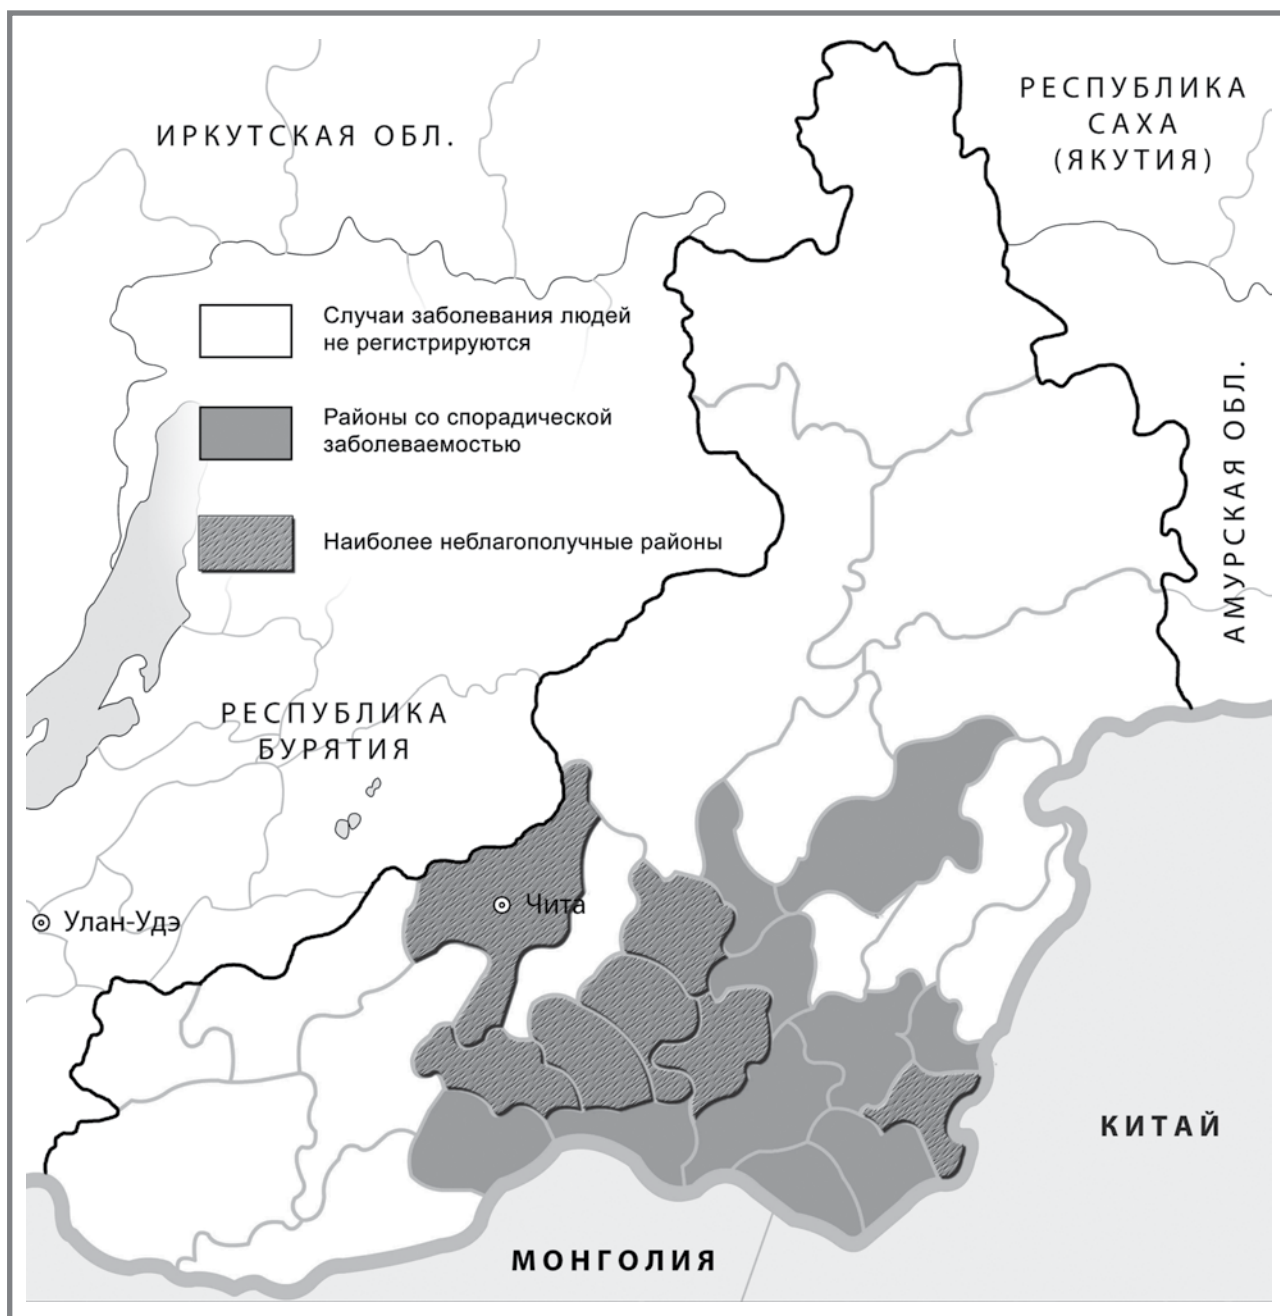 ИРКУТСКАЯ ОБЛ.
РЕСПУБЛИКА
САХА
(ЯКУТИЯ)
Случаи заболевания людей
не регистрируются
Районы со спорадической
заболеваемостью
Наиболее неблагополучные районы
АМУРСКАЯ ОБЛ.
РЕСПУБЛИКА
БУРЯТИЯ
Чита
Улан-Удэ
КИТАЙ
МОНГОЛИЯ